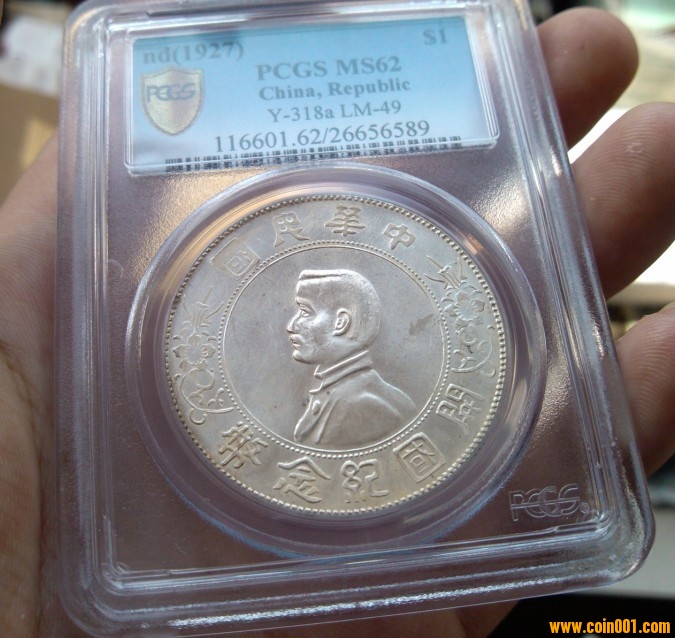 nd(1927) $1
PCGS MS62
PCGS
China, Republic
Y-318a LM-49
116601.62/26656589
中華民國
開國紀念幣
PCGS
www.coin001.com